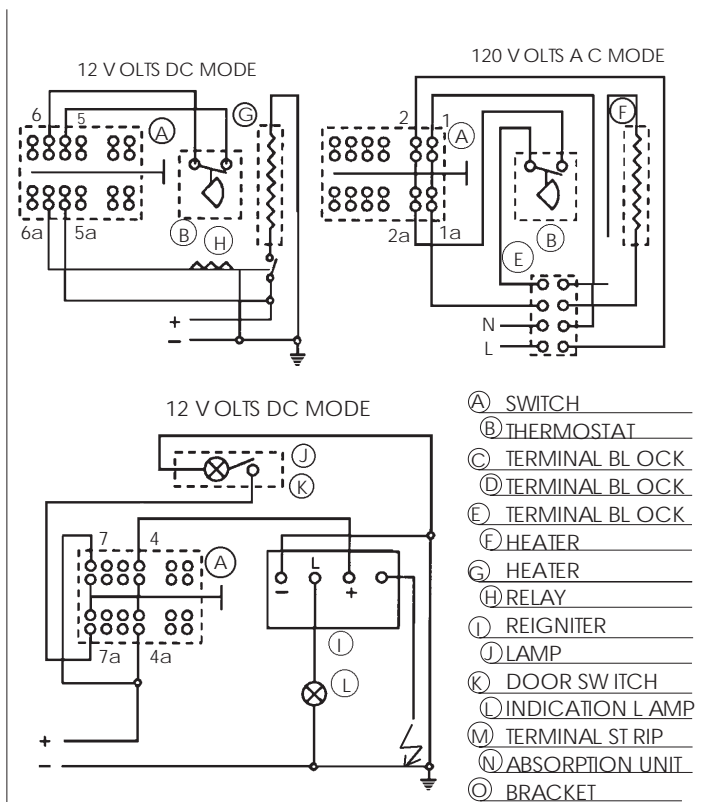 12 VOLTS DC MODE
6 5
A
G
6a 5a
B
H
+
−
120 VOLTS AC MODE
2 1
F
A
2a 1a
B
E
N
L
12 VOLTS DC MODE
J
K
7 4
A
− L +
7a 4a
I
L
+
−
A SWITCH
B THERMOSTAT
C TERMINAL BLOCK
D TERMINAL BLOCK
E TERMINAL BLOCK
F HEATER
G HEATER
H RELAY
I REIGNITER
J LAMP
K DOOR SWITCH
L INDICATION LAMP
M TERMINAL STRIP
N ABSORPTION UNIT
O BRACKET